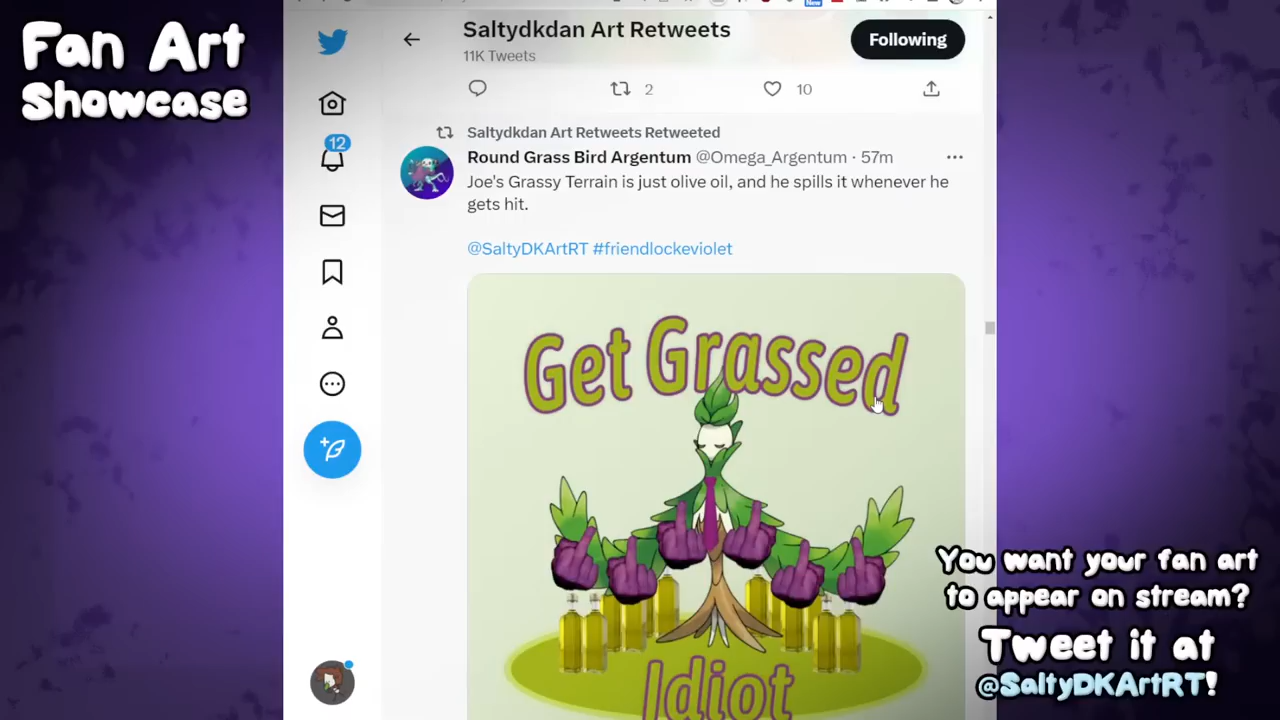 Fan Art
Showcase
Saltydkdan Art Retweets
11K Tweets
Following
New
2
10
12
Saltydkdan Art Retweets Retweeted
Round Grass Bird Argentum @Omega_Argentum · 57m
Joe's Grassy Terrain is just olive oil, and he spills it whenever he
gets hit.
@SaltyDKArtRT #friendlockeviolet
Get Grassed
Idiot
You want your fan art
to appear on stream?
Tweet it at
@SaltyDKArtRT!